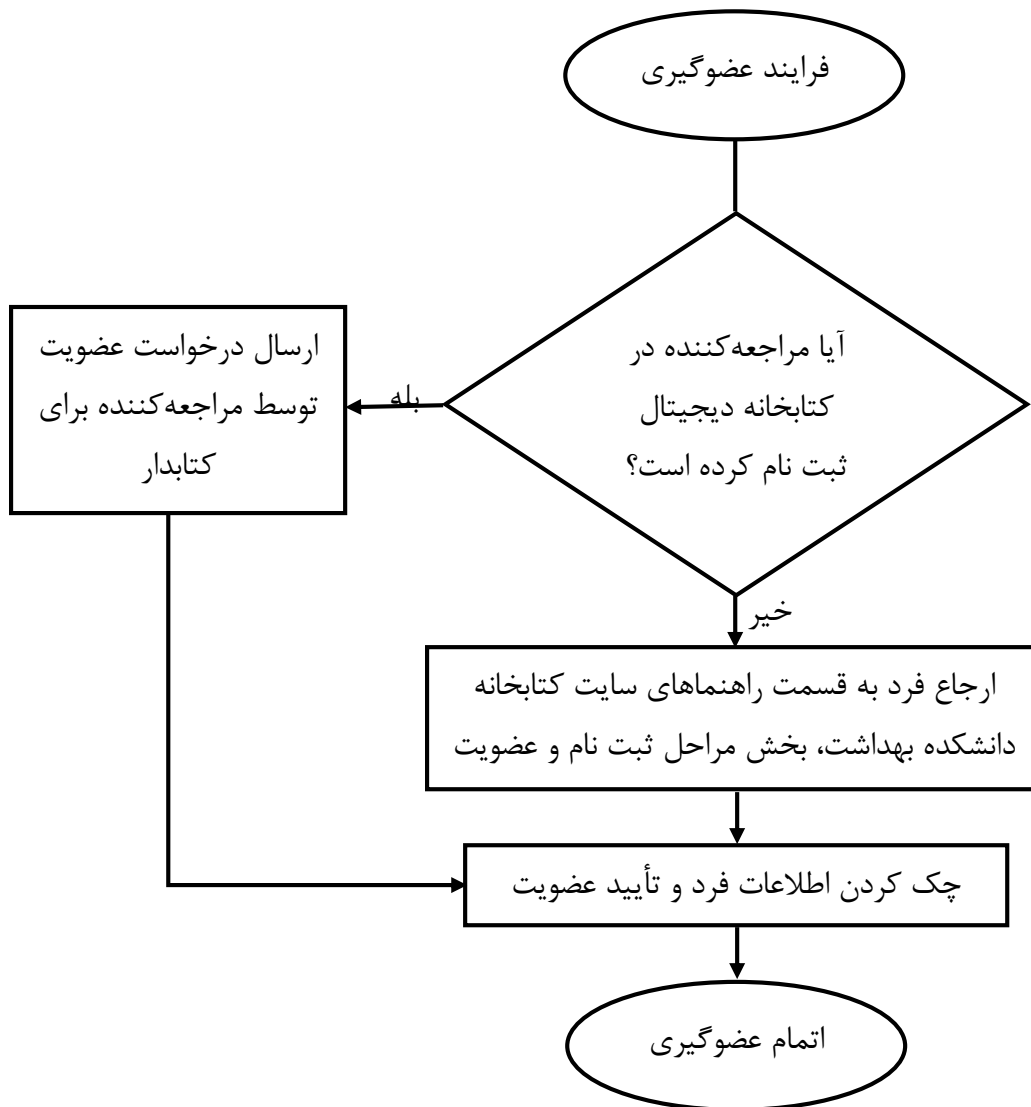 فرایند عضوگیری
آیا مراجعه‌کننده در
کتابخانه دیجیتال
ثبت نام کرده است؟
بله
ارسال درخواست عضویت
توسط مراجعه‌کننده برای
کتابدار
خیر
ارجاع فرد به قسمت راهنماهای سایت کتابخانه
دانشکده بهداشت، بخش مراحل ثبت نام و عضویت
چک کردن اطلاعات فرد و تأیید عضویت
اتمام عضوگیری